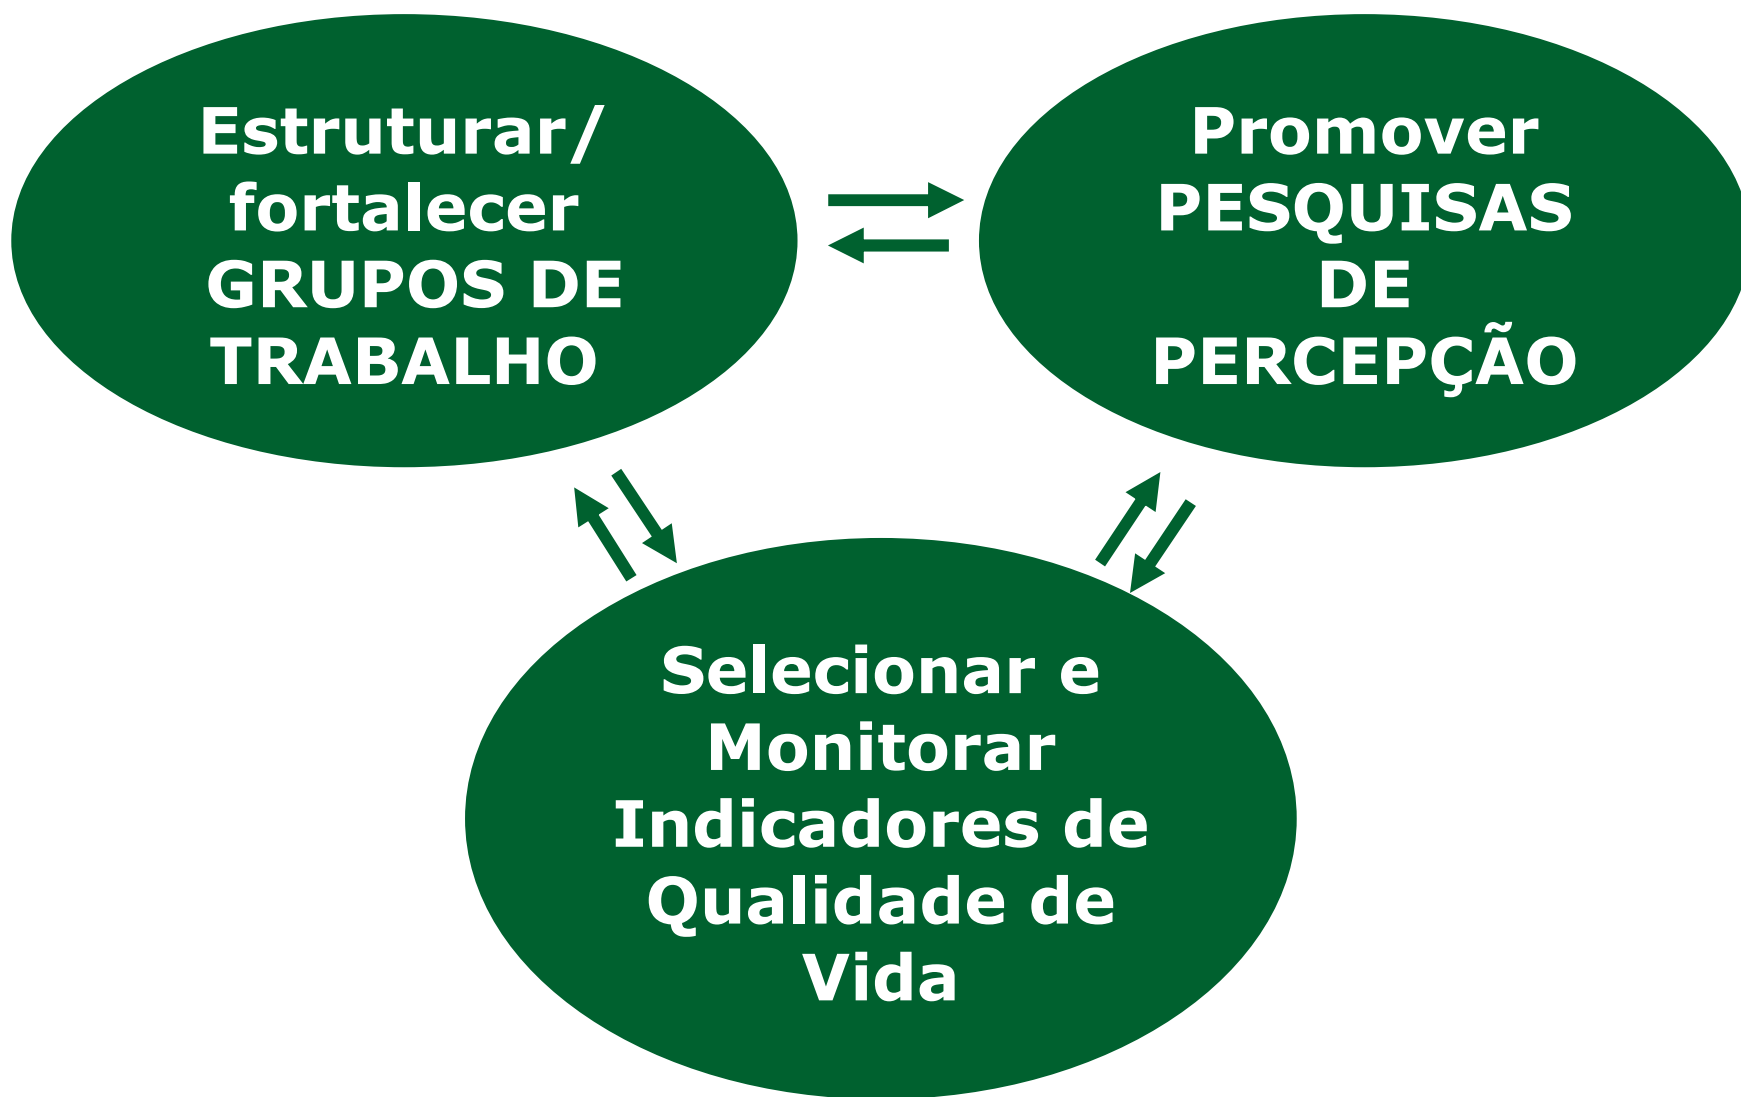 Estruturar/
fortalecer
GRUPOS DE
TRABALHO
Promover
PESQUISAS
DE
PERCEPÇÃO
Selecionar e
Monitorar
Indicadores de
Qualidade de
Vida